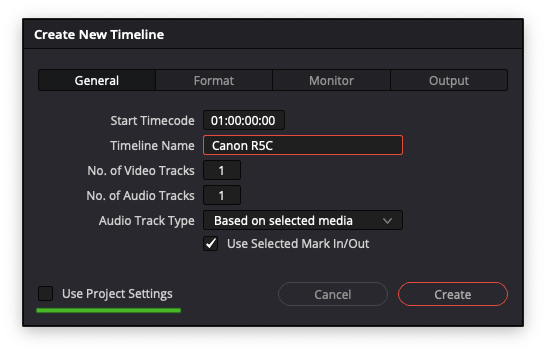 Create New Timeline
General Format Monitor Output
Start Timecode 01:00:00:00
Timeline Name Canon R5C
No. of Video Tracks 1
No. of Audio Tracks 1
Audio Track Type Based on selected media
Use Selected Mark In/Out
Use Project Settings Cancel Create